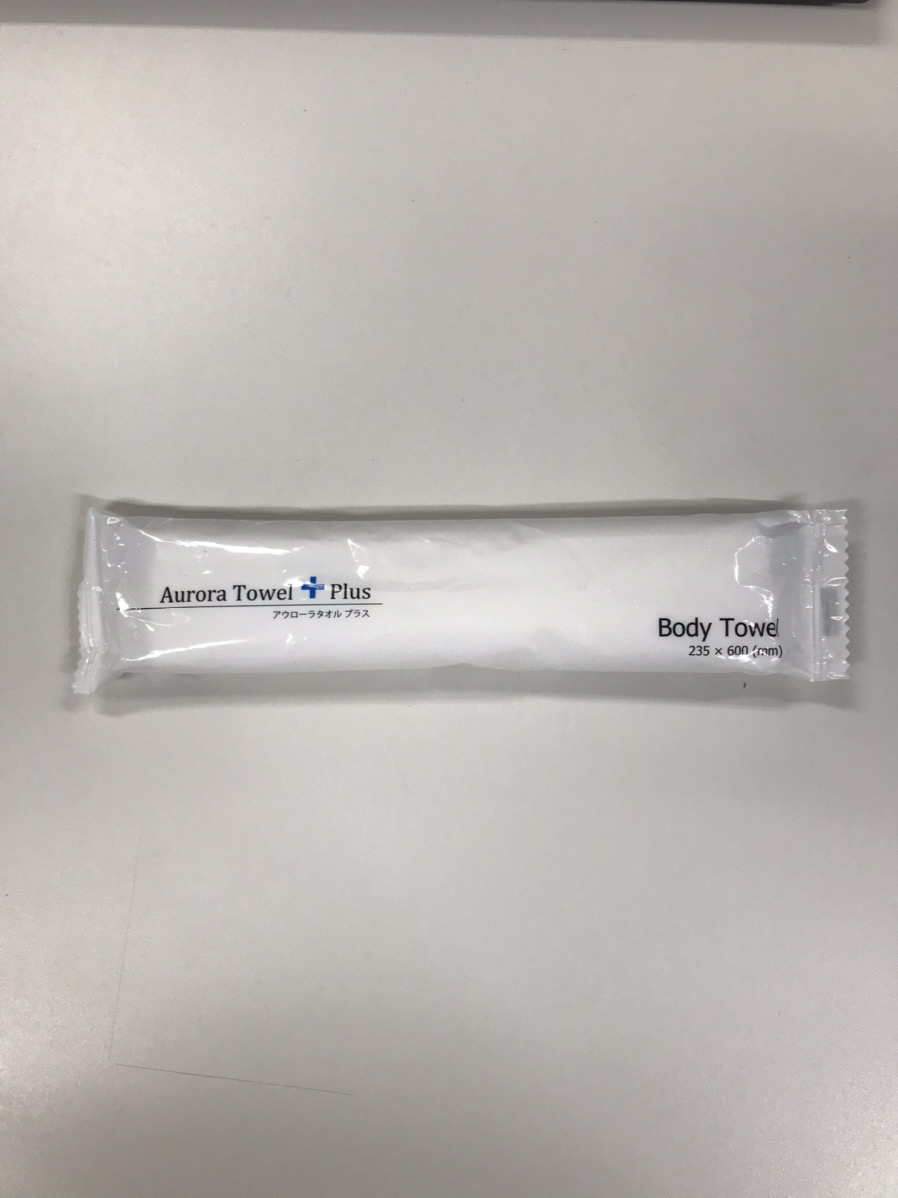 Aurora Towel + Plus
アウローラタオル プラス
Body Towel
235 × 600 (mm)